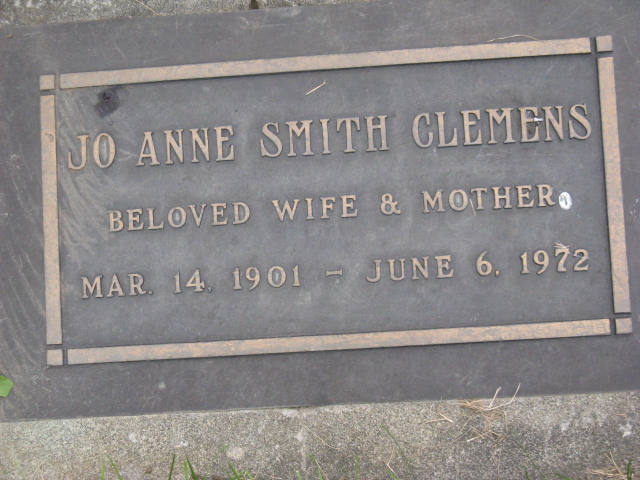 JO ANNE SMITH CLEMENS
BELOVED WIFE & MOTHER
MAR. 14, 1901 - JUNE 6, 1972